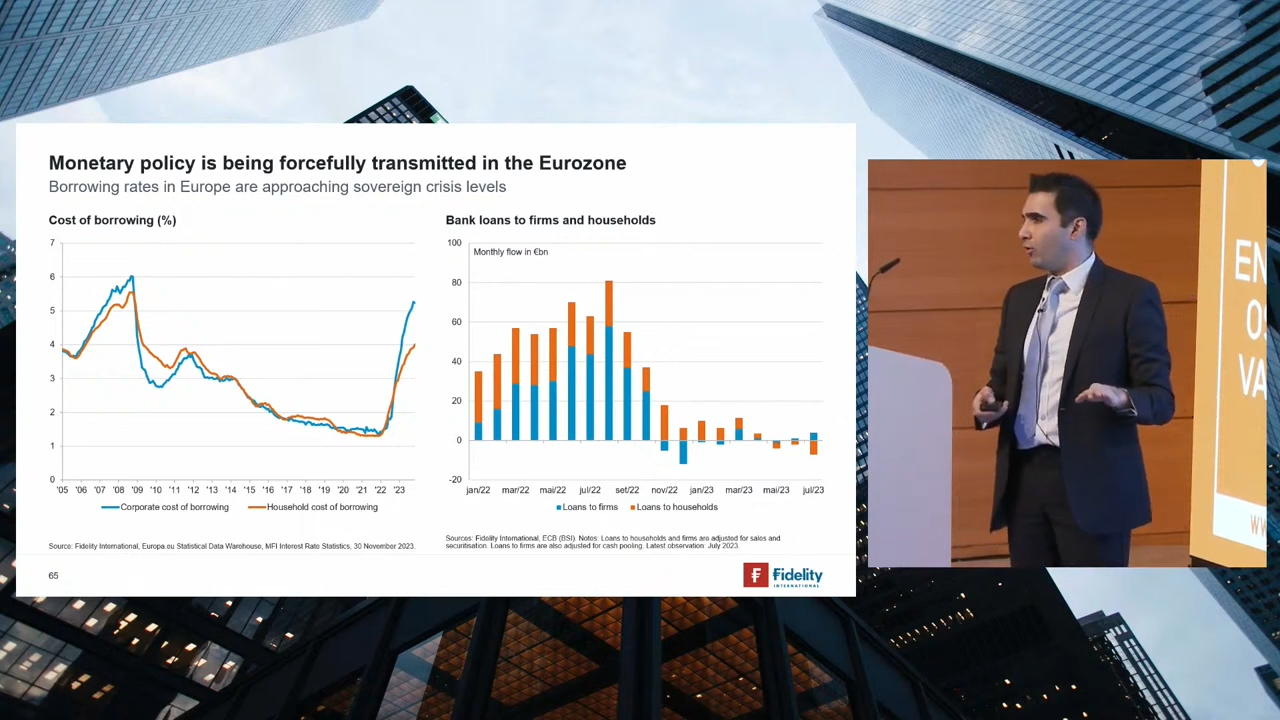 Monetary policy is being forcefully transmitted in the Eurozone
Borrowing rates in Europe are approaching sovereign crisis levels
Cost of borrowing (%)
7
6
5
4
3
2
1
0
'05 '06 '07 '08 '09 '10 '11 '12 '13 '14 '15 '16 '17 '18 '19 '20 '21 '22 '23
Corporate cost of borrowing Household cost of borrowing
Source: Fidelity International, Europa.eu Statistical Data Warehouse, MFI Interest Rate Statistics, 30 November 2023.
Bank loans to firms and households
Monthly flow in €bn
100
80
60
40
20
0
-20
jan/22 mar/22 mai/22 jul/22 set/22 nov/22 jan/23 mar/23 mai/23 jul/23
Loans to firms Loans to households
Sources: Fidelity International, ECB (BSI). Notes: Loans to households and firms are adjusted for sales and
securitisation. Loans to firms are also adjusted for cash pooling. Latest observation: July 2023.
65
Fidelity
INTERNATIONAL
EN
VA